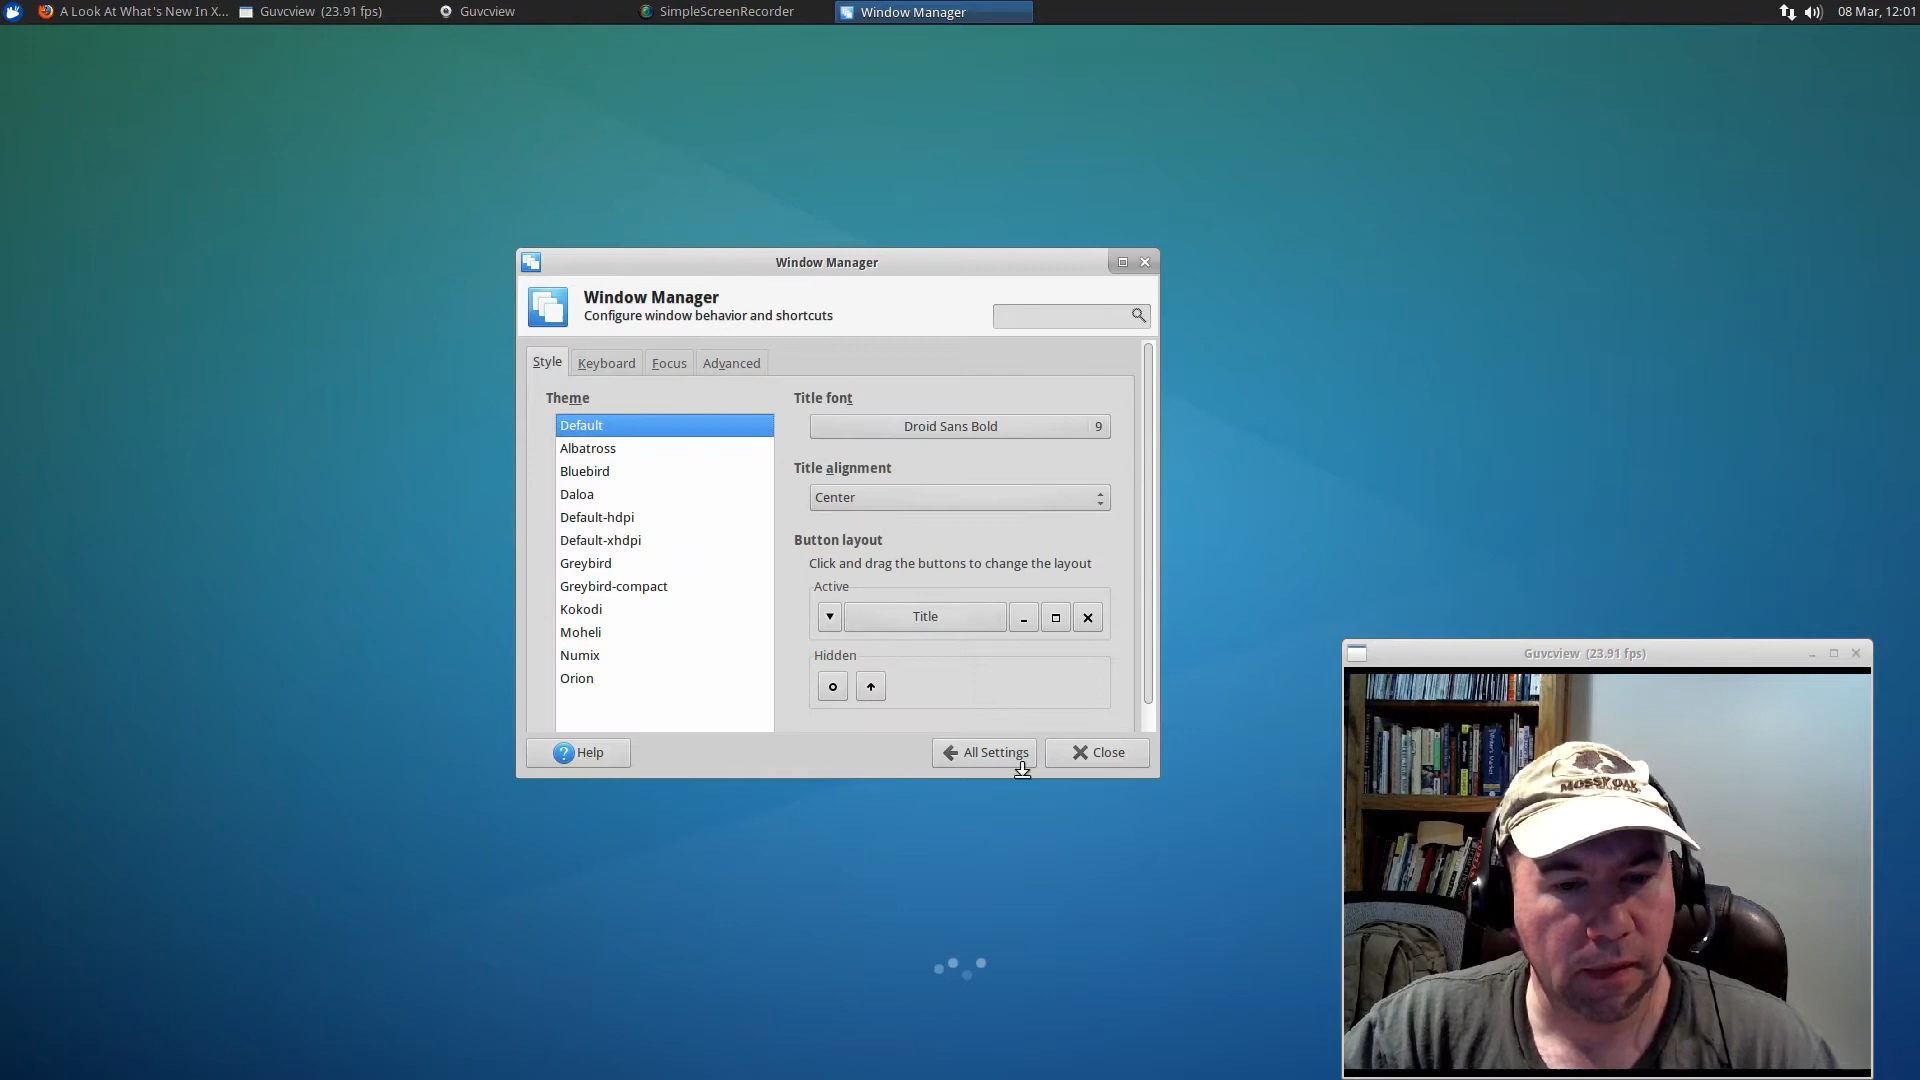 A Look At What's New In X...
Guvcview (23.91 fps)
Guvcview
SimpleScreenRecorder
Window Manager
08 Mar, 12:01
Window Manager
Window Manager
Configure window behavior and shortcuts
Style
Keyboard
Focus
Advanced
Theme
Default
Albatross
Bluebird
Daloa
Default-hdpi
Default-xhdpi
Greybird
Greybird-compact
Kokodi
Moheli
Numix
Orion
Title font
Droid Sans Bold 9
Title alignment
Center
Button layout
Click and drag the buttons to change the layout
Active
Title
Hidden
Help
All Settings
Close
Guvcview (23.91 fps)
MOSSY OAK